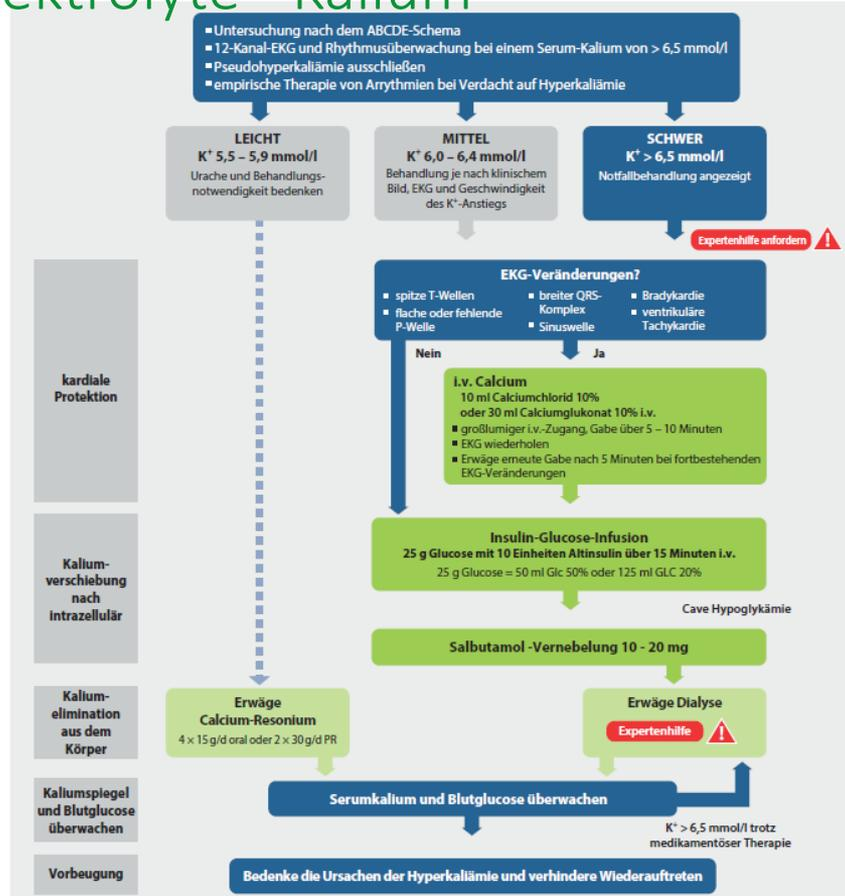 ektrolyte - Kalium
▪ Untersuchung nach dem ABCDE-Schema
▪ 12-Kanal-EKG und Rhythmusüberwachung bei einem Serum-Kalium von > 6,5 mmol/l
▪ Pseudohyperkaliämie ausschließen
▪ empirische Therapie von Arrytmien bei Verdacht auf Hyperkaliämie
LEICHT
K⁺ 5,5 – 5,9 mmol/l
Urache und Behandlungs-
notwendigkeit bedenken
MITTEL
K⁺ 6,0 – 6,4 mmol/l
Behandlung je nach klinischem
Bild, EKG und Geschwindigkeit
des K⁺-Anstiegs
SCHWER
K⁺ > 6,5 mmol/l
Notfallbehandlung angezeigt
Expertenhilfe anfordern
kardiale
Protektion
EKG-Veränderungen?
▪ spitze T-Wellen
▪ flache oder fehlende
P-Welle
▪ breiter QRS-
Komplex
▪ Sinuswelle
▪ Bradykardie
▪ ventrikuläre
Tachykardie
Nein
Ja
i.v. Calcium
10 ml Calciumchlorid 10%
oder 30 ml Calciumglukonat 10% i.v.
▪ großlumiger i.v.-Zugang, Gabe über 5 – 10 Minuten
▪ EKG wiederholen
▪ Erwäge erneute Gabe nach 5 Minuten bei fortbestehenden
EKG-Veränderungen
Kalium-
verschiebung
nach
intrazellulär
Insulin-Glucose-Infusion
25 g Glucose mit 10 Einheiten Altinsulin über 15 Minuten i.v.
25 g Glucose = 50 ml Glc 50% oder 125 ml GLC 20%
Cave Hypoglykämie
Salbutamol -Vernebelung 10 - 20 mg
Kalium-
elimination
aus dem
Körper
Erwäge
Calcium-Resonium
4 × 15 g/d oral oder 2 × 30 g/d PR
Erwäge Dialyse
Expertenhilfe
Kaliumspiegel
und Blutglucose
überwachen
Serumkalium und Blutglucose überwachen
K⁺ > 6,5 mmol/l trotz
medikamentöser Therapie
Vorbeugung
Bedenke die Ursachen der Hyperkaliämie und verhindere Wiederauftreten